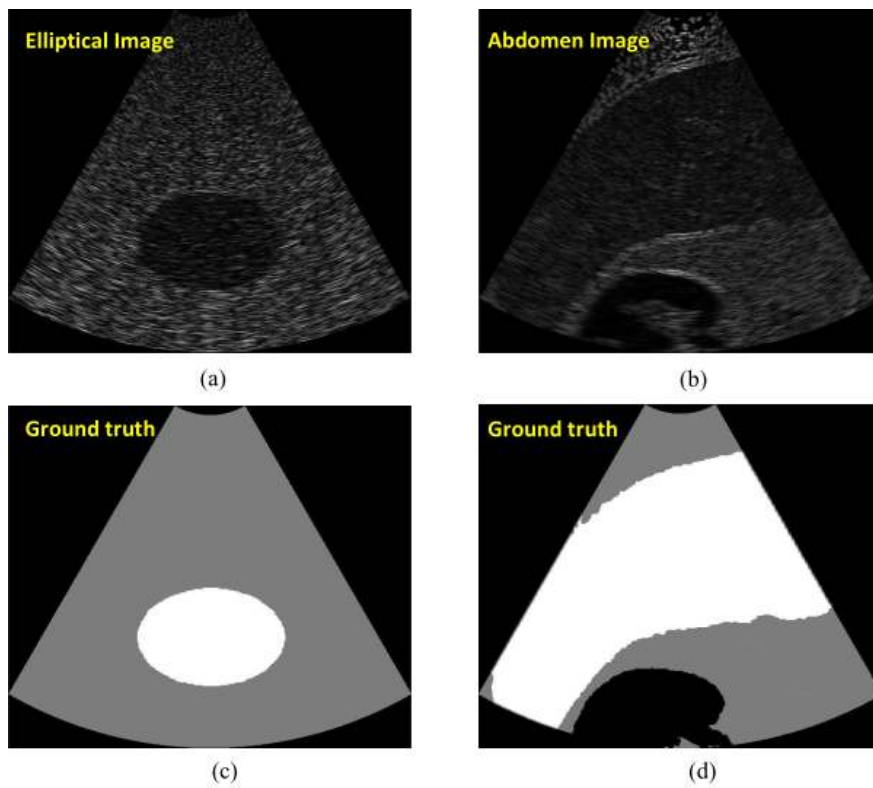 Elliptical Image
Abdomen Image
(a)
(b)
Ground truth
Ground truth
(c)
(d)